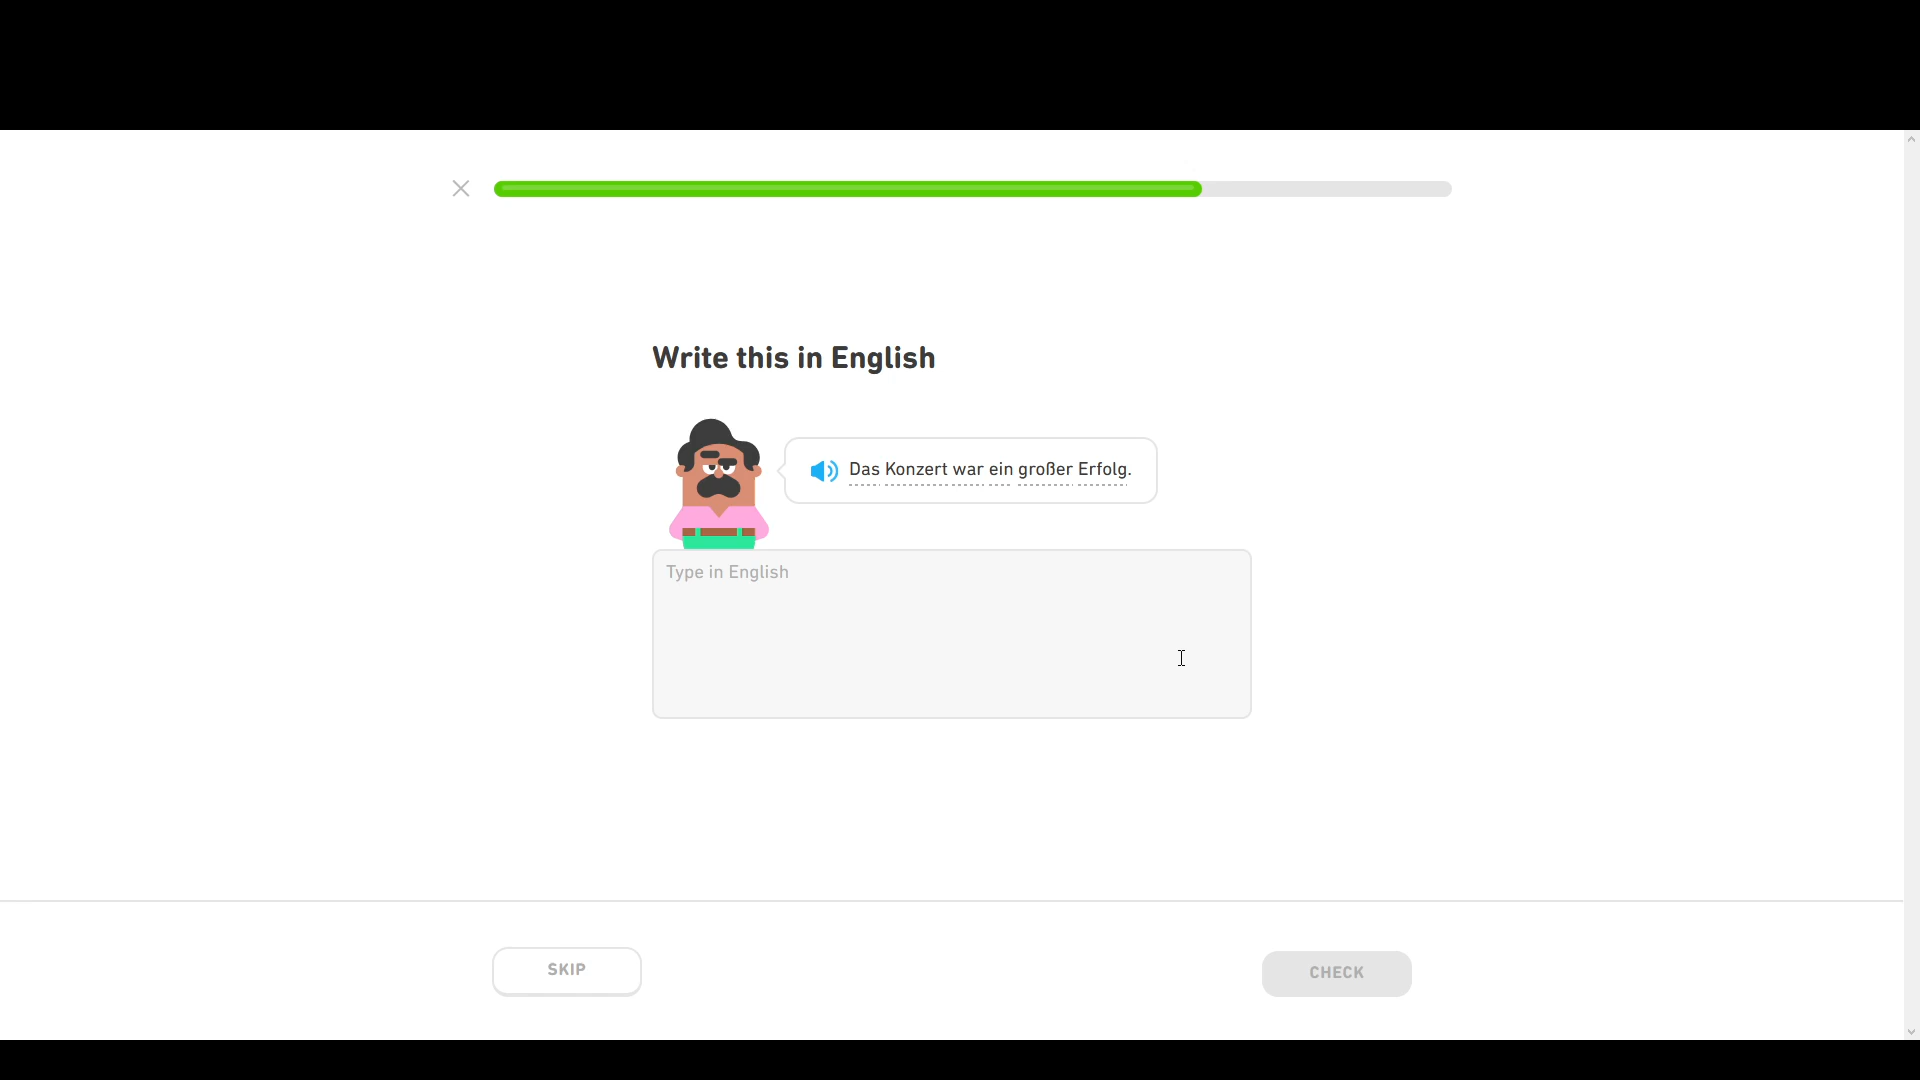 Write this in English
Das Konzert war ein großer Erfolg.
Type in English
SKIP
CHECK